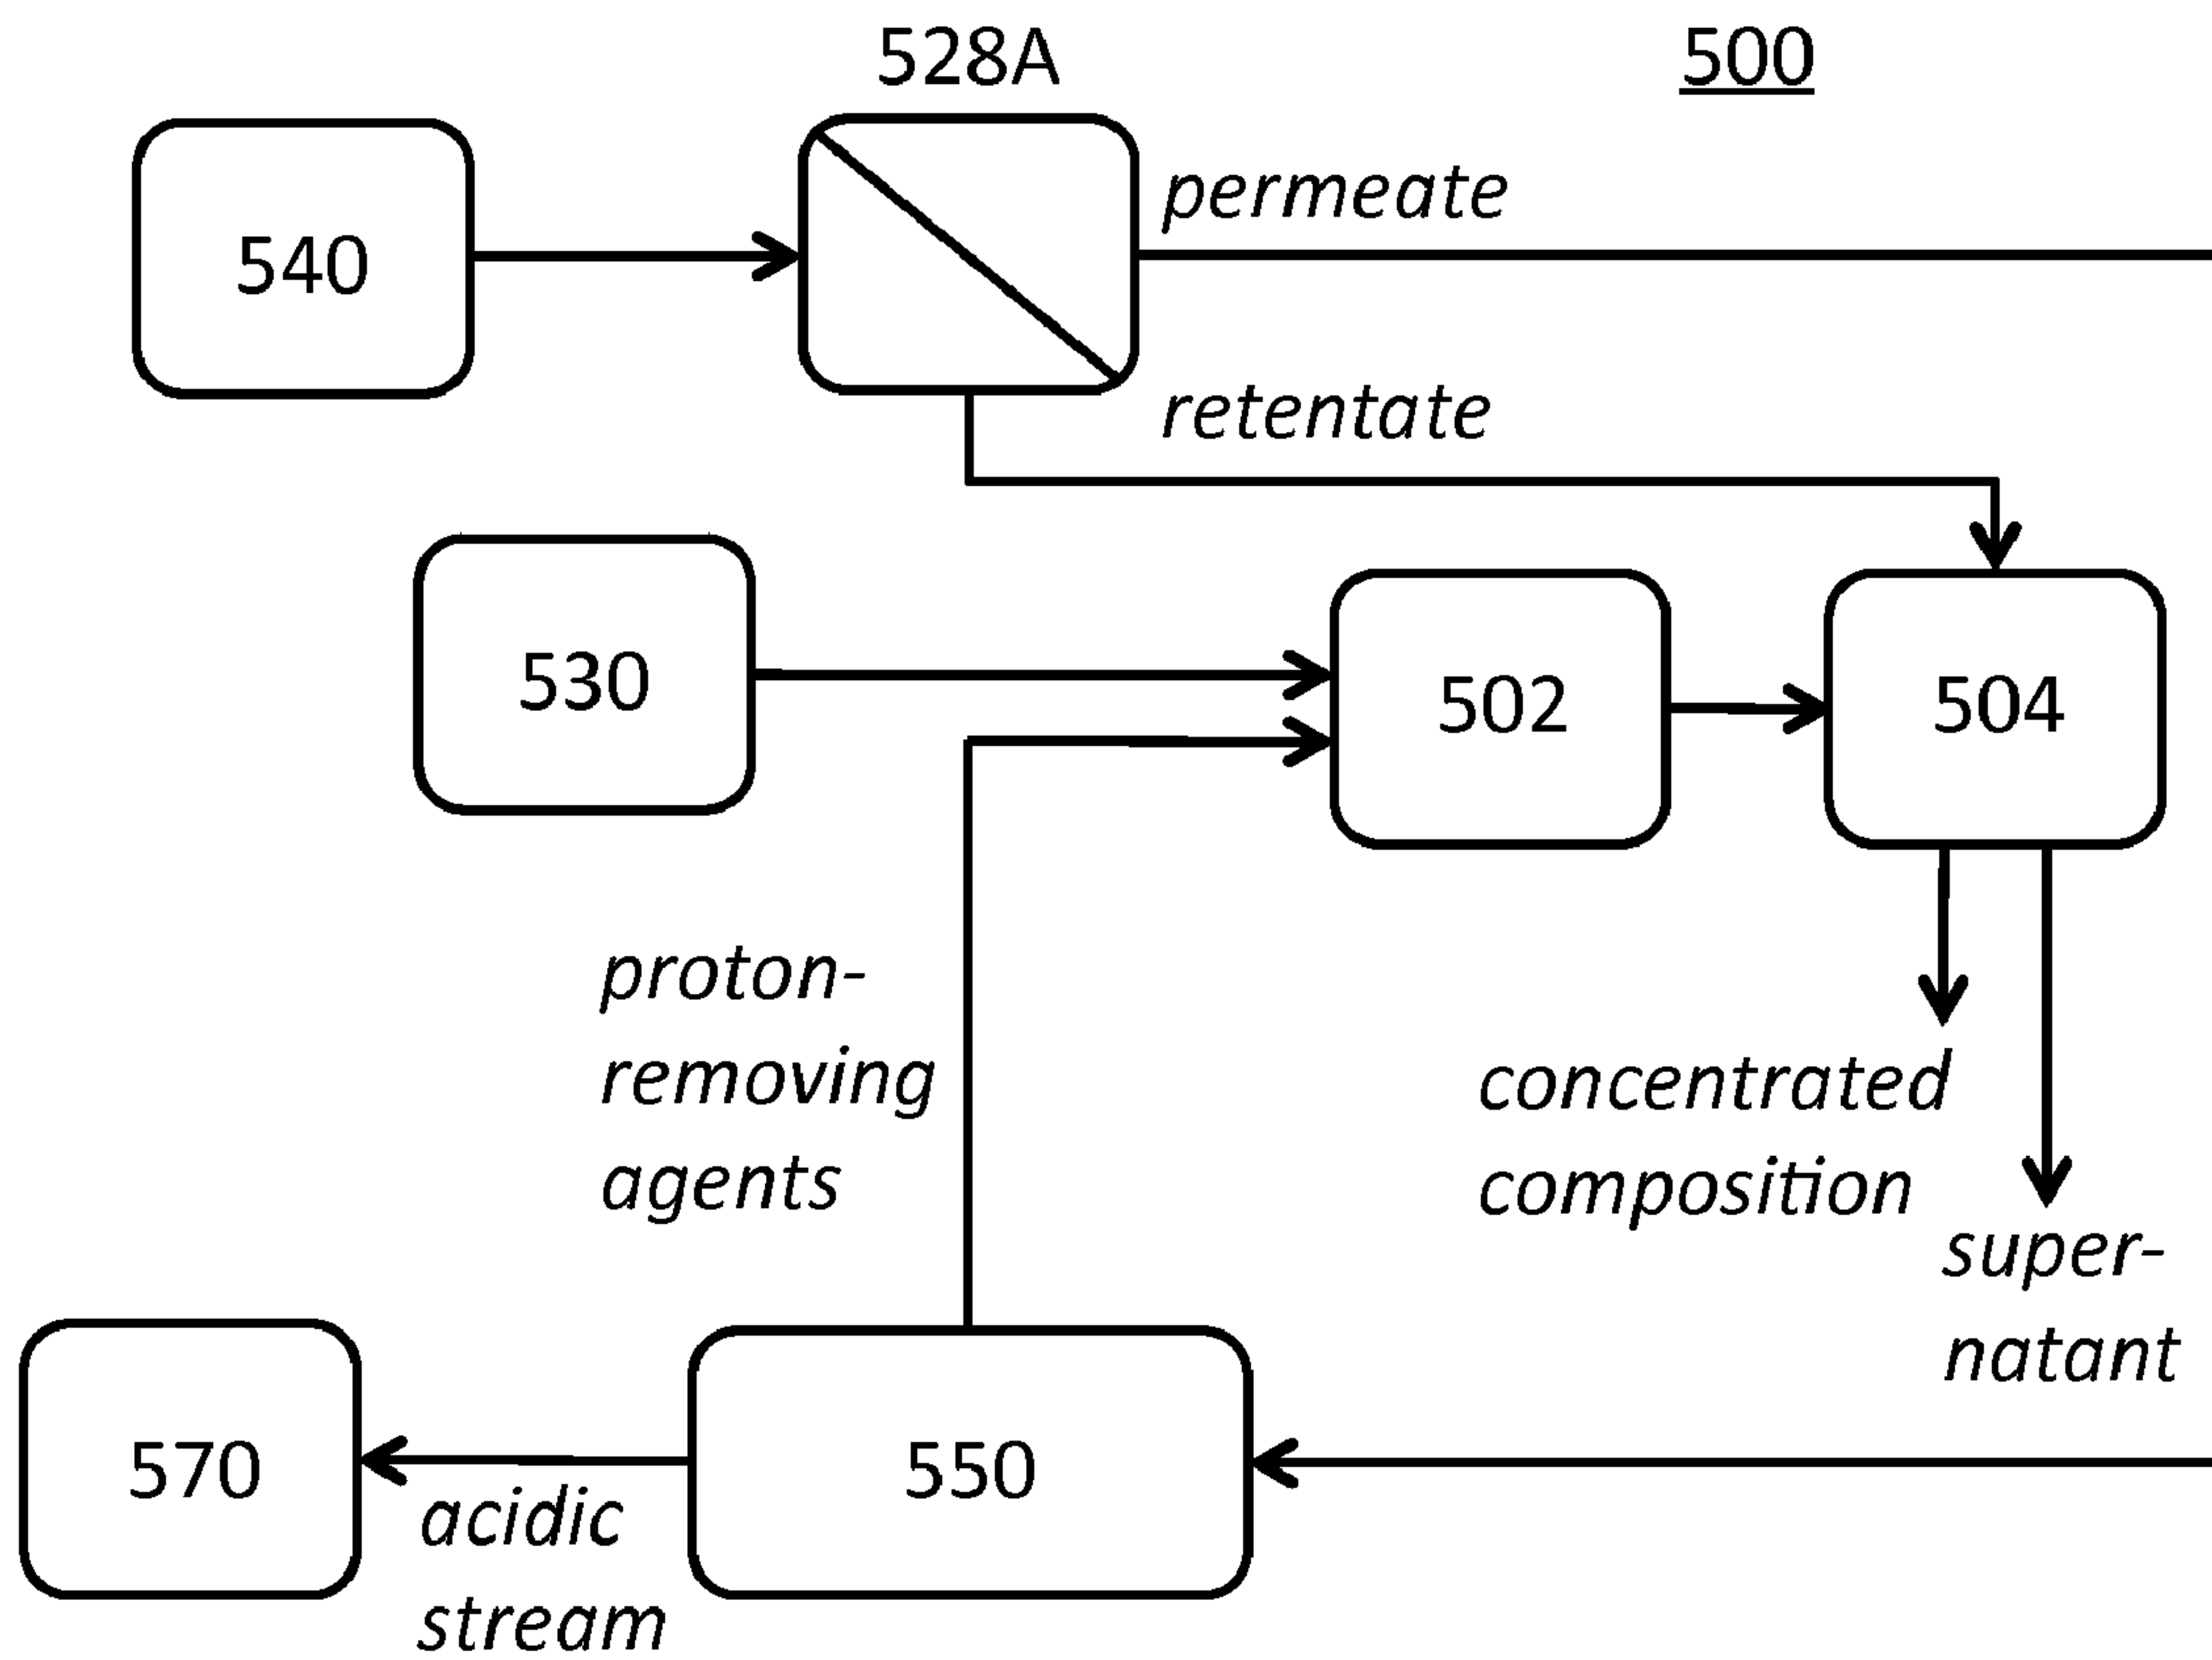 528A
500
540
permeate
retentate
530
502
504
proton-
removing
agents
concentrated
composition
super-
natant
570
550
acidic
stream